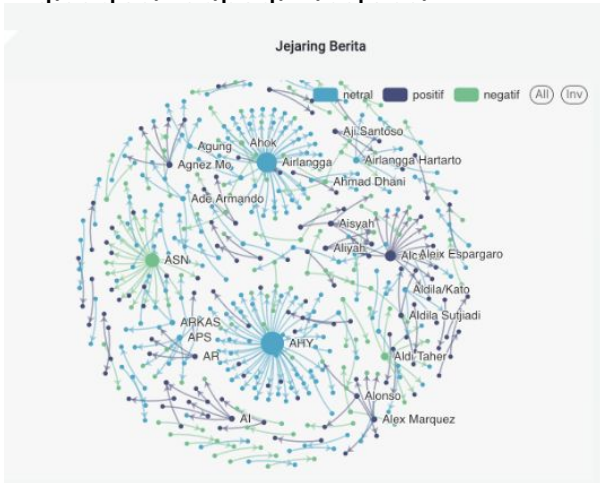 Jejaring Berita
netral positif negatif All Inv
Aji Santoso
Agung Ahok
Agnez Mo Airlangga Airlangga Hartarto
Ahmad Dhani
Ade Armando
Aisyah
Aliyah Aleix Espargaro
ASN
Aldila/Kato
ARKAS Aldila Sutjiadi
APS AHY
AR Aldi Taher
Alonso
AI Alex Marquez